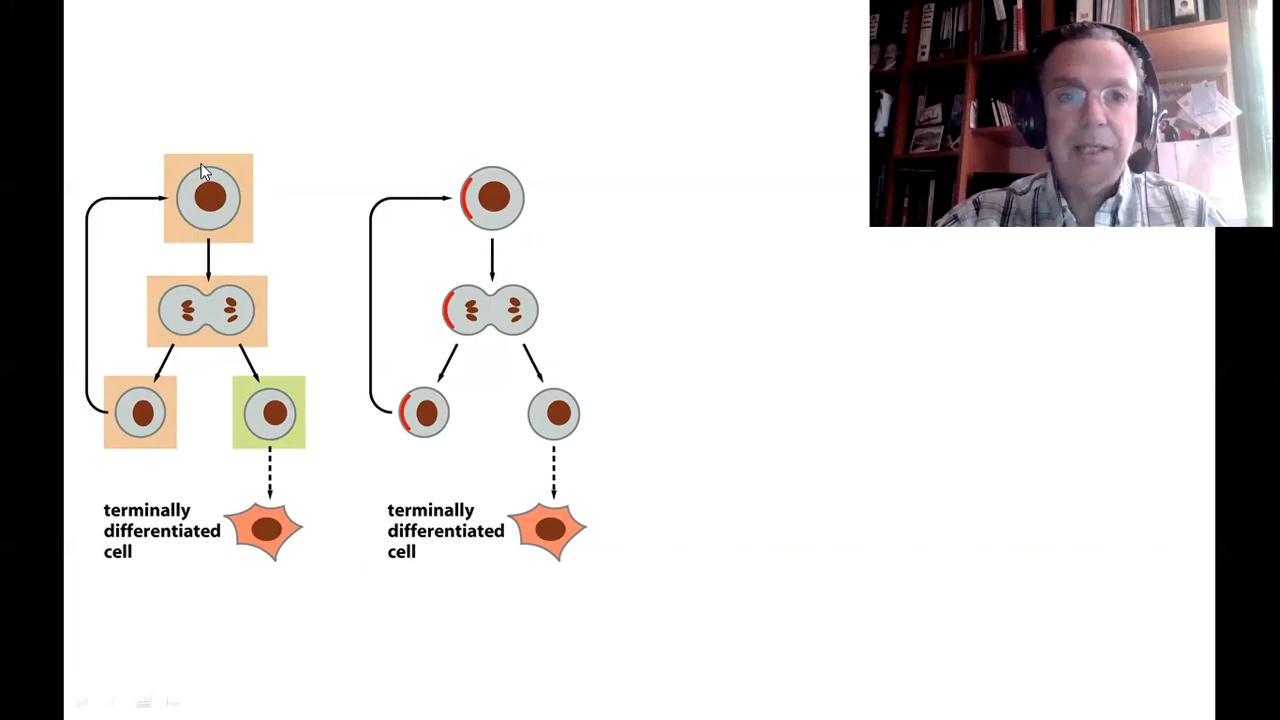 terminally
differentiated
cell
terminally
differentiated
cell